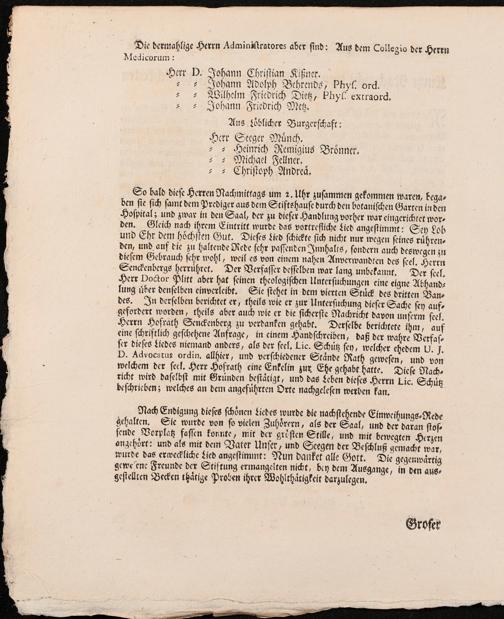 Die dermahlige Herrn Administratores aber sind: Aus dem Collegio der Herrn
Medicorum:
Herr D. Johann Christian Kißner.
⸗ ⸗ Johann Adolph Behrends, Phyſ. ord.
⸗ ⸗ Wilhelm Friedrich Dietz, Phyſ. extraord.
⸗ ⸗ Johann Friedrich Metz.
Aus löblicher Burgerschaft:
Herr Seeger Münch.
⸗ ⸗ Heinrich Remigius Brönner.
⸗ ⸗ Michael Fellner.
⸗ ⸗ Christoph Andreä.
So bald diese Herren Nachmittags um 2. Uhr zusammen gekommen waren, bega⸗
ben sie sich samt dem Prediger aus dem Stiftshause durch den botanischen Garten in den
Hospital; und zwar in den Saal, der zu dieser Handlung vorher war eingerichtet wor⸗
den. Gleich nach ihrem Eintritt wurde das vortrefliche Lied angestimmt: Sey Lob
und Ehr dem höchsten Gut. Dieses Lied schickte sich nicht nur wegen seines rühren⸗
den, und auf die zu haltende Rede sehr passenden Innhalts, sondern auch deswegen zu
diesem Gebrauch sehr wohl, weil es von einem nahen Anverwandten des seel. Herrn
Senckenbergs herrühret. Der Verfasser desselben war lang unbekannt. Der seel.
Herr Doctor Plitt aber hat seinen theologischen Untersuchungen eine eigne Abhand⸗
lung über denselben einverleibt. Sie stehet in dem vierten Stück des dritten Ban⸗
des. In derselben berichtet er, theils wie er zur Untersuchung dieser Sache sey auf⸗
gefordert worden, theils aber auch wie er die sicherste Nachricht davon unserm seel.
Herrn Hofrath Senckenberg zu verdanken gehabt. Derselbe berichtete ihn, auf
eine schriftlich geschehene Anfrage, in einem Handschreiben, daß der wahre Verfas⸗
ser dieses Liedes niemand anders, als der seel. Lic. Schütz sey, welcher ehedem U. J.
D. Advocatus ordin. allhier, und verschiedener Stände Rath gewesen, und von
welchem der seel. Herr Hofrath eine Enkelin zur Ehe gehabt hatte. Diese Nach⸗
richt wird daselbst mit Gründen bestätigt, und das Leben dieses Herrn Lic. Schütz
beschrieben; welches an dem angeführten Orte nachgelesen werden kan.
Nach Endigung dieses schönen Liedes wurde die nachstehende Einweihungs⸗Rede
gehalten. Sie wurde von so vielen Zuhörern, als der Saal, und der daran stos⸗
sende Vorplatz fassen konnte, mit der grösten Stille, und mit bewegten Herzen
angehört: und als mit dem Vater Unser, und Seegen der Beschluß gemacht war,
wurde das erweckliche Lied angestimmt: Nun danket alle Gott. Die gegenwärtig
gewesene Freunde der Stiftung ermangelten nicht, bey dem Ausgange, in den aus⸗
gestellten Becken thätige Proben ihrer Wohlthätigkeit darzulegen.
Groser